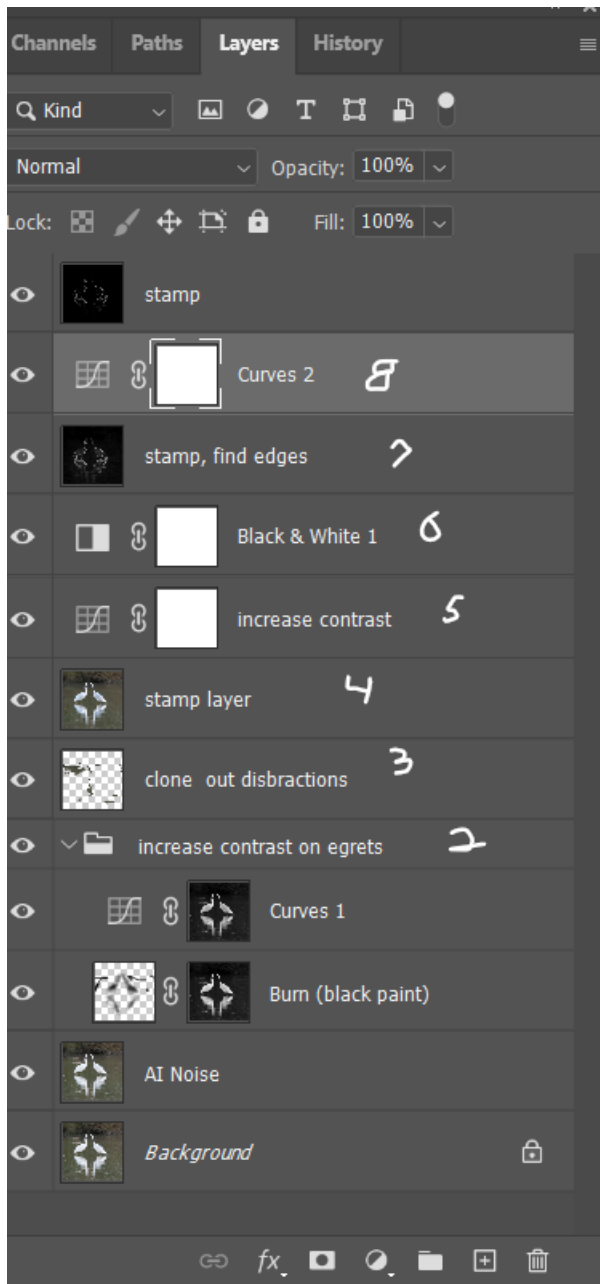 Channels Paths Layers History
Kind
Normal Opacity: 100%
Lock: Fill: 100%
stamp
Curves 2 8
stamp, find edges 7
Black & White 1 6
increase contrast 5
stamp layer 4
clone out disbractions 3
increase contrast on egrets 2
Curves 1
Burn (black paint)
AI Noise
Background
fx